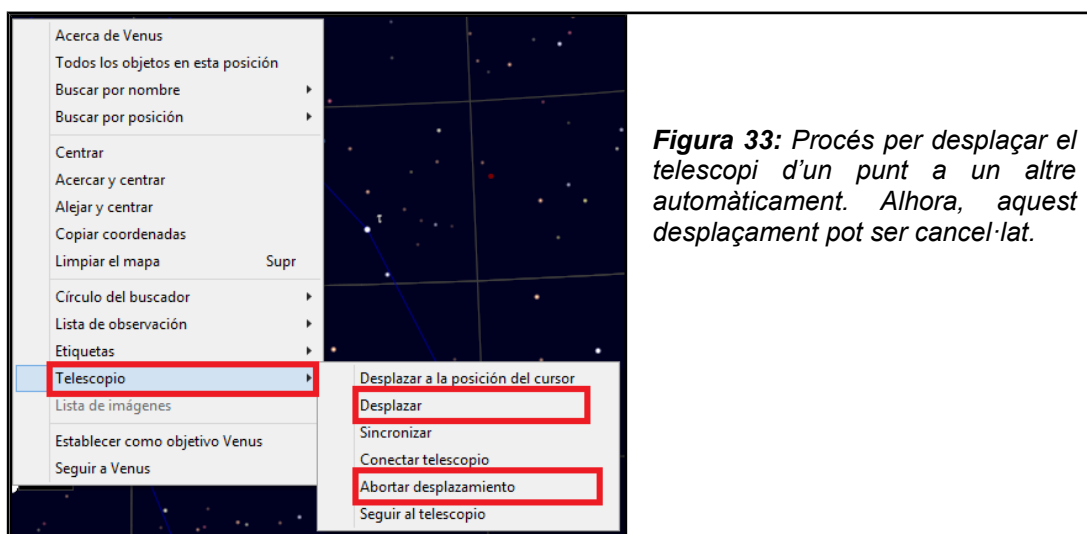 Acerca de Venus
Todos los objetos en esta posición
Buscar por nombre
Buscar por posición
Centrar
Acercar y centrar
Alejar y centrar
Copiar coordenadas
Limpiar el mapa Supr
Círculo del buscador
Lista de observación
Etiquetas
Telescopio
Lista de imágenes
Establecer como objetivo Venus
Seguir a Venus
Desplazar a la posición del cursor
Desplazar
Sincronizar
Conectar telescopio
Abortar desplazamiento
Seguir al telescopio
Figura 33: Procés per desplaçar el
telescopi d’un punt a un altre
automàticament. Alhora, aquest
desplaçament pot ser cancel·lat.